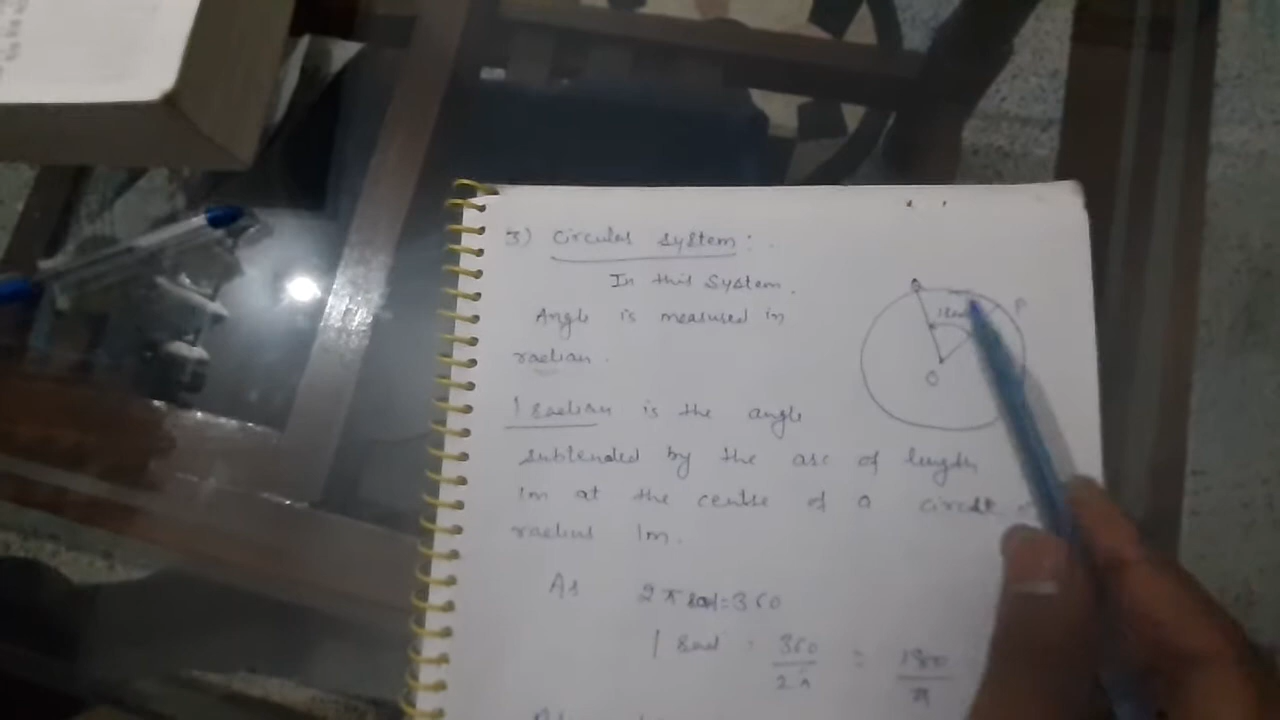 3) Circular system:
In this system.
Angle is measured in
radian.
1 radian is the angle
subtended by the arc of length
1m at the centre of a circle
radius 1m.
As 2π rad = 360
1 rad = 360/2π = 180/π
Q
P
O